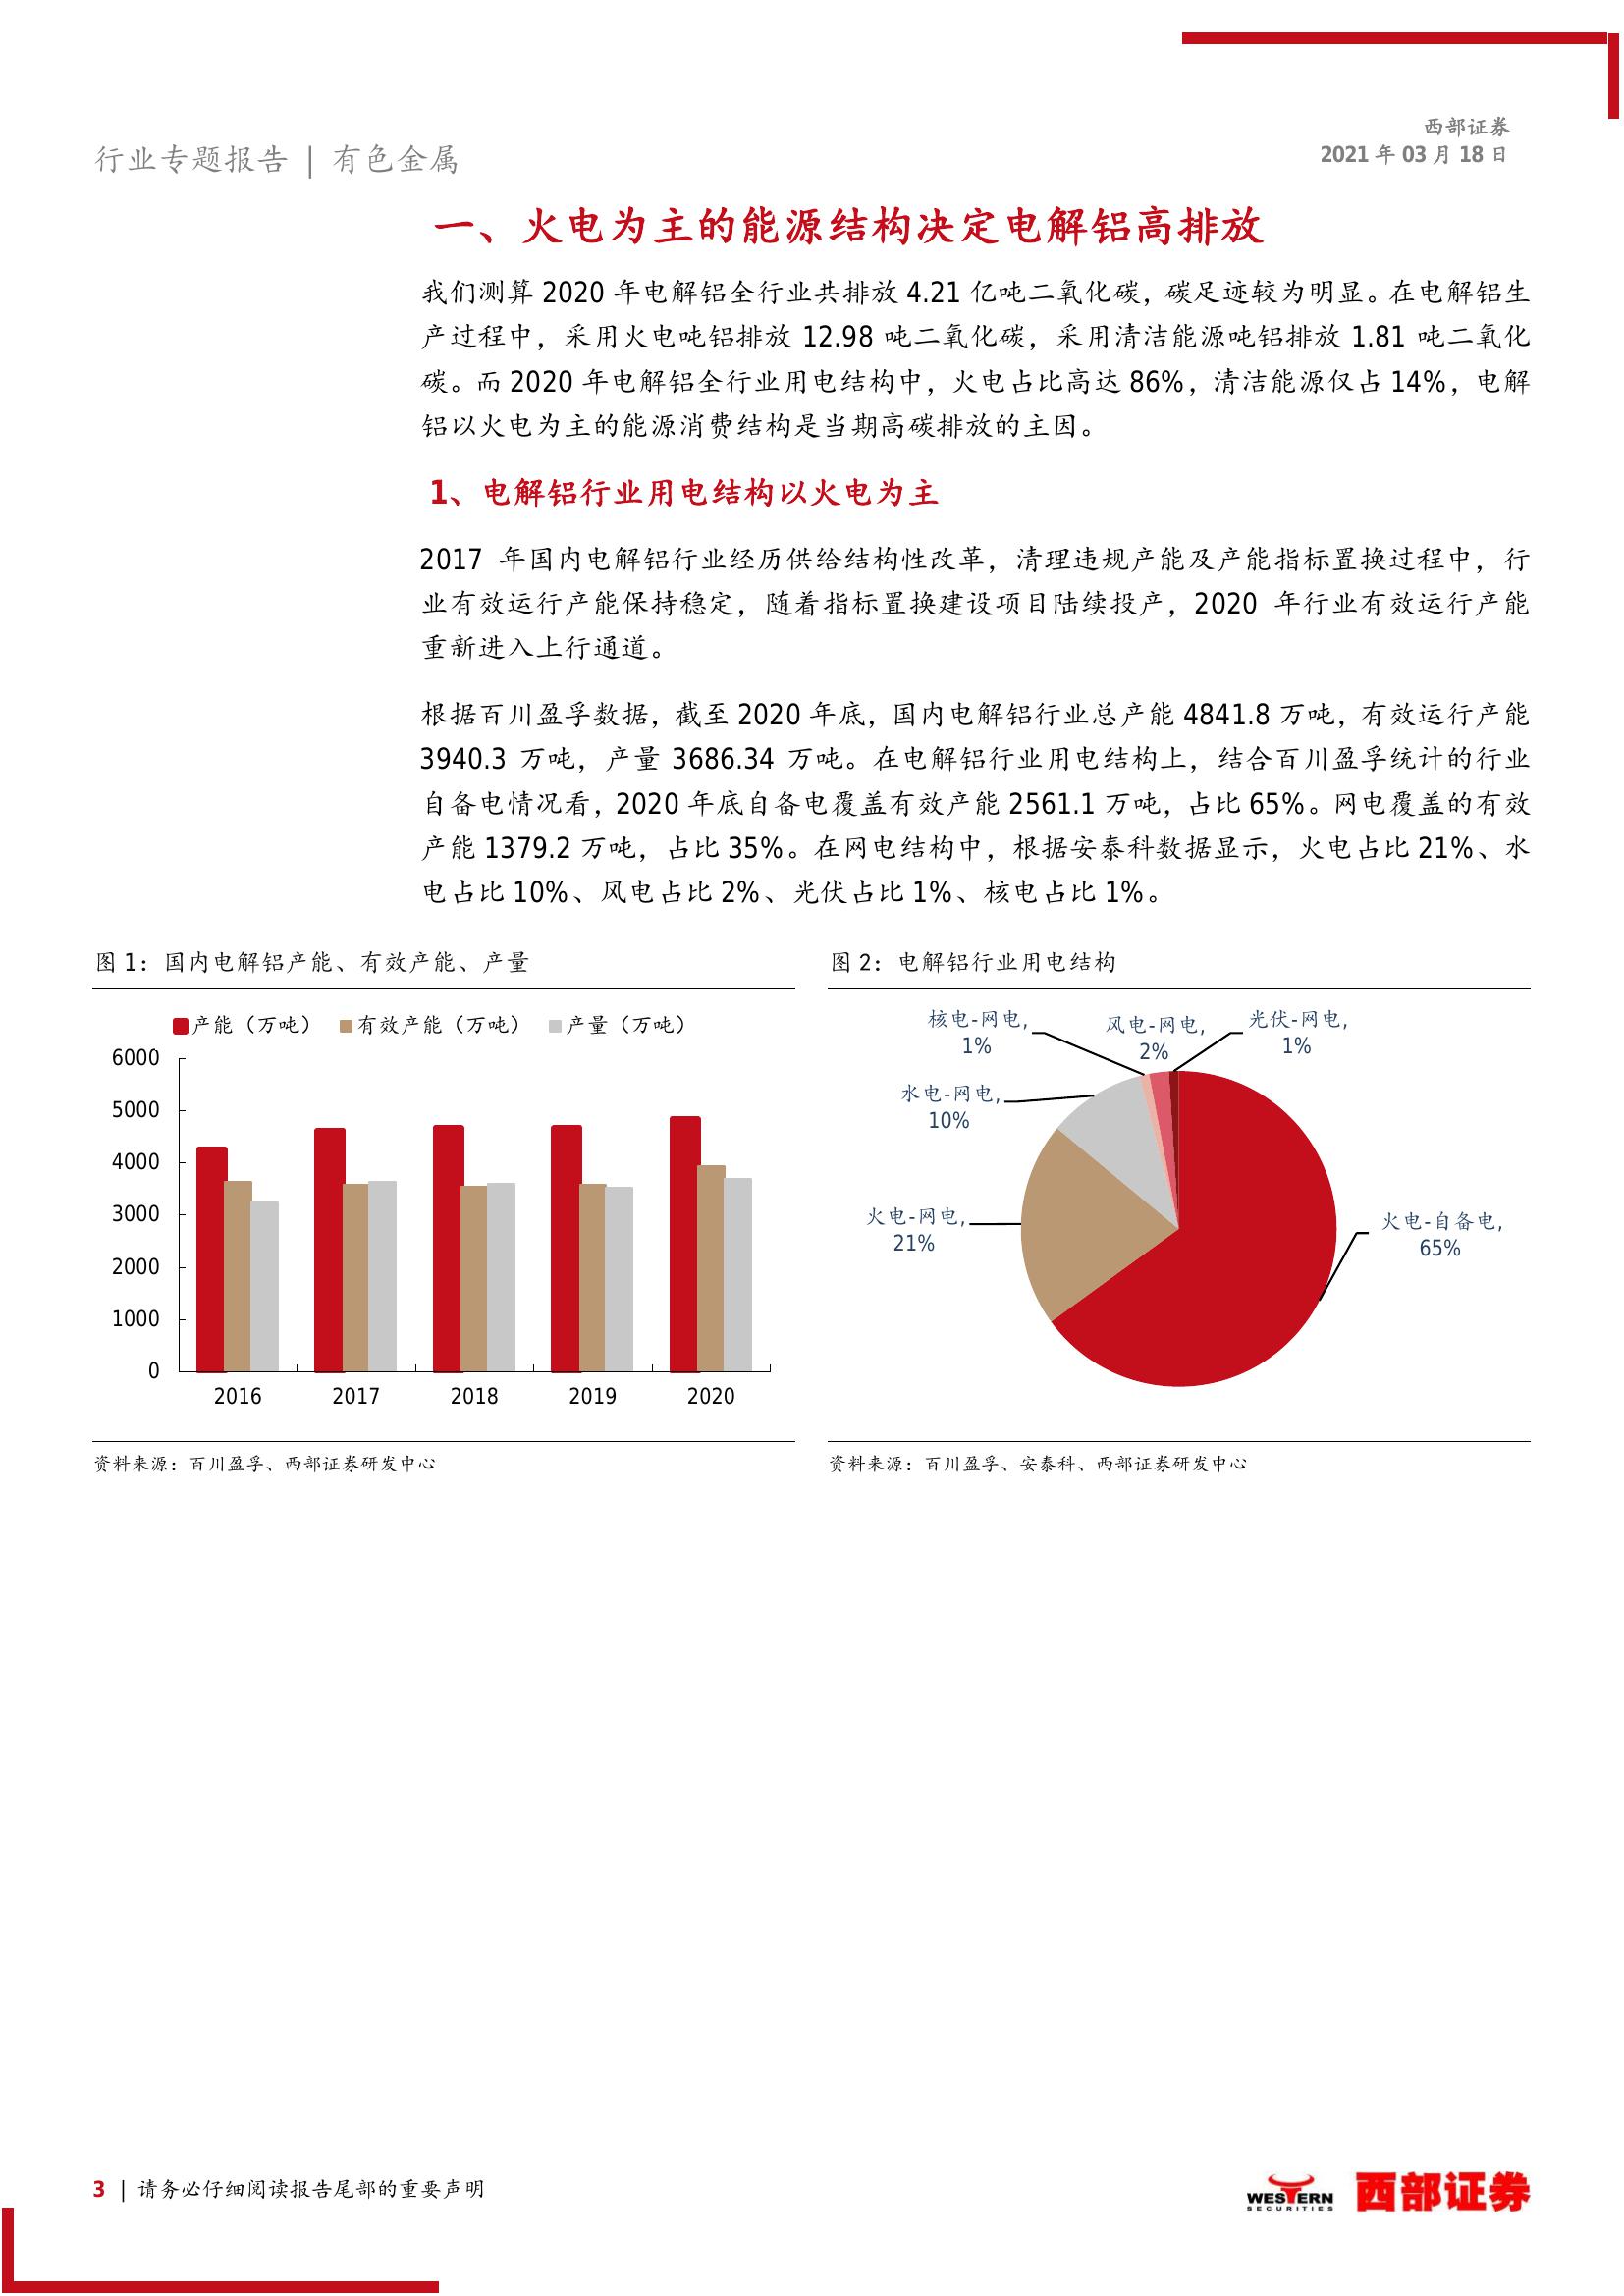 西部证券
2021 年 03 月 18 日
行业专题报告 | 有色金属
一、火电为主的能源结构决定电解铝高排放
我们测算 2020 年电解铝全行业共排放 4.21 亿吨二氧化碳，碳足迹较为明显。在电解铝生
产过程中，采用火电吨铝排放 12.98 吨二氧化碳，采用清洁能源吨铝排放 1.81 吨二氧化
碳。而 2020 年电解铝全行业用电结构中，火电占比高达 86%，清洁能源仅占 14%，电解
铝以火电为主的能源消费结构是当期高碳排放的主因。
1、电解铝行业用电结构以火电为主
2017 年国内电解铝行业经历供给结构性改革，清理违规产能及产能指标置换过程中，行
业有效运行产能保持稳定，随着指标置换建设项目陆续投产，2020 年行业有效运行产能
重新进入上行通道。
根据百川盈孚数据，截至 2020 年底，国内电解铝行业总产能 4841.8 万吨，有效运行产能
3940.3 万吨，产量 3686.34 万吨。在电解铝行业用电结构上，结合百川盈孚统计的行业
自备电情况看，2020 年底自备电覆盖有效产能 2561.1 万吨，占比 65%。网电覆盖的有效
产能 1379.2 万吨，占比 35%。在网电结构中，根据安泰科数据显示，火电占比 21%、水
电占比 10%、风电占比 2%、光伏占比 1%、核电占比 1%。
图 1：国内电解铝产能、有效产能、产量
产能（万吨） 有效产能（万吨） 产量（万吨）
6000
5000
4000
3000
2000
1000
0
2016 2017 2018 2019 2020
资料来源：百川盈孚、西部证券研发中心
图 2：电解铝行业用电结构
核电-网电,
1%
风电-网电,
2%
光伏-网电,
1%
水电-网电,
10%
火电-网电,
21%
火电-自备电,
65%
资料来源：百川盈孚、安泰科、西部证券研发中心
3 | 请务必仔细阅读报告尾部的重要声明
WESTERN
SECURITIES
西部证券